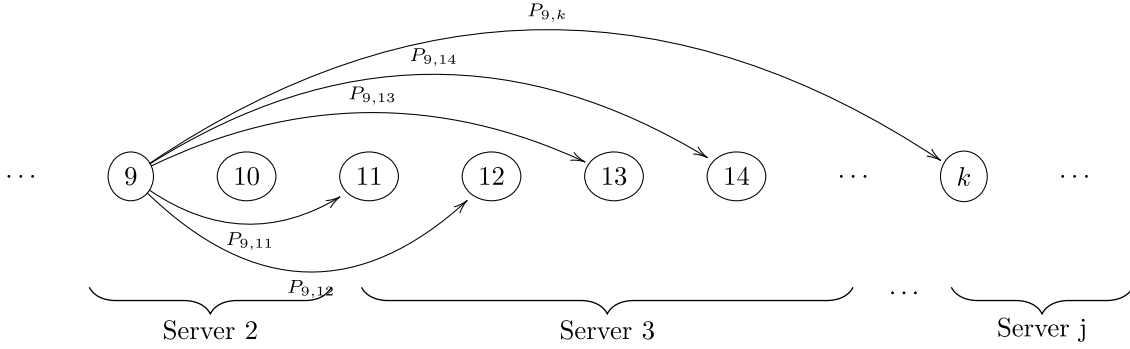 P_{9,k}
P_{9,14}
P_{9,13}
... 9 10 11 12 13 14 ... k ...
P_{9,11}
P_{9,12}
...
Server 2 Server 3 Server j